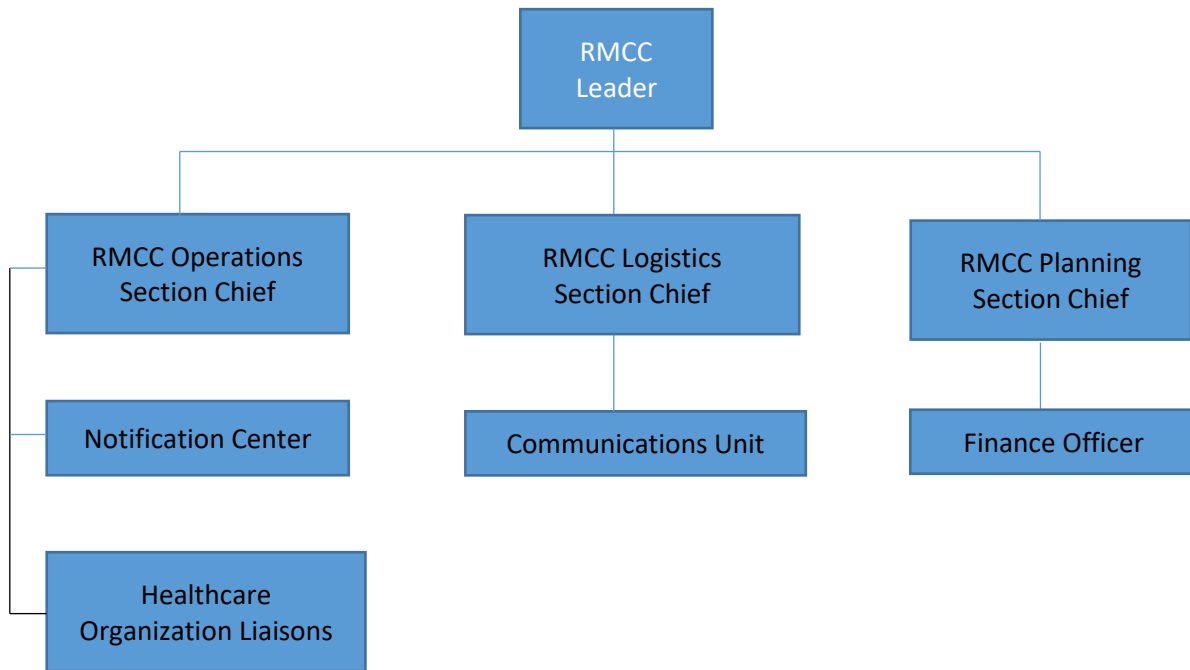 RMCC
Leader
RMCC Operations
Section Chief
RMCC Logistics
Section Chief
RMCC Planning
Section Chief
Notification Center
Communications Unit
Finance Officer
Healthcare
Organization Liaisons